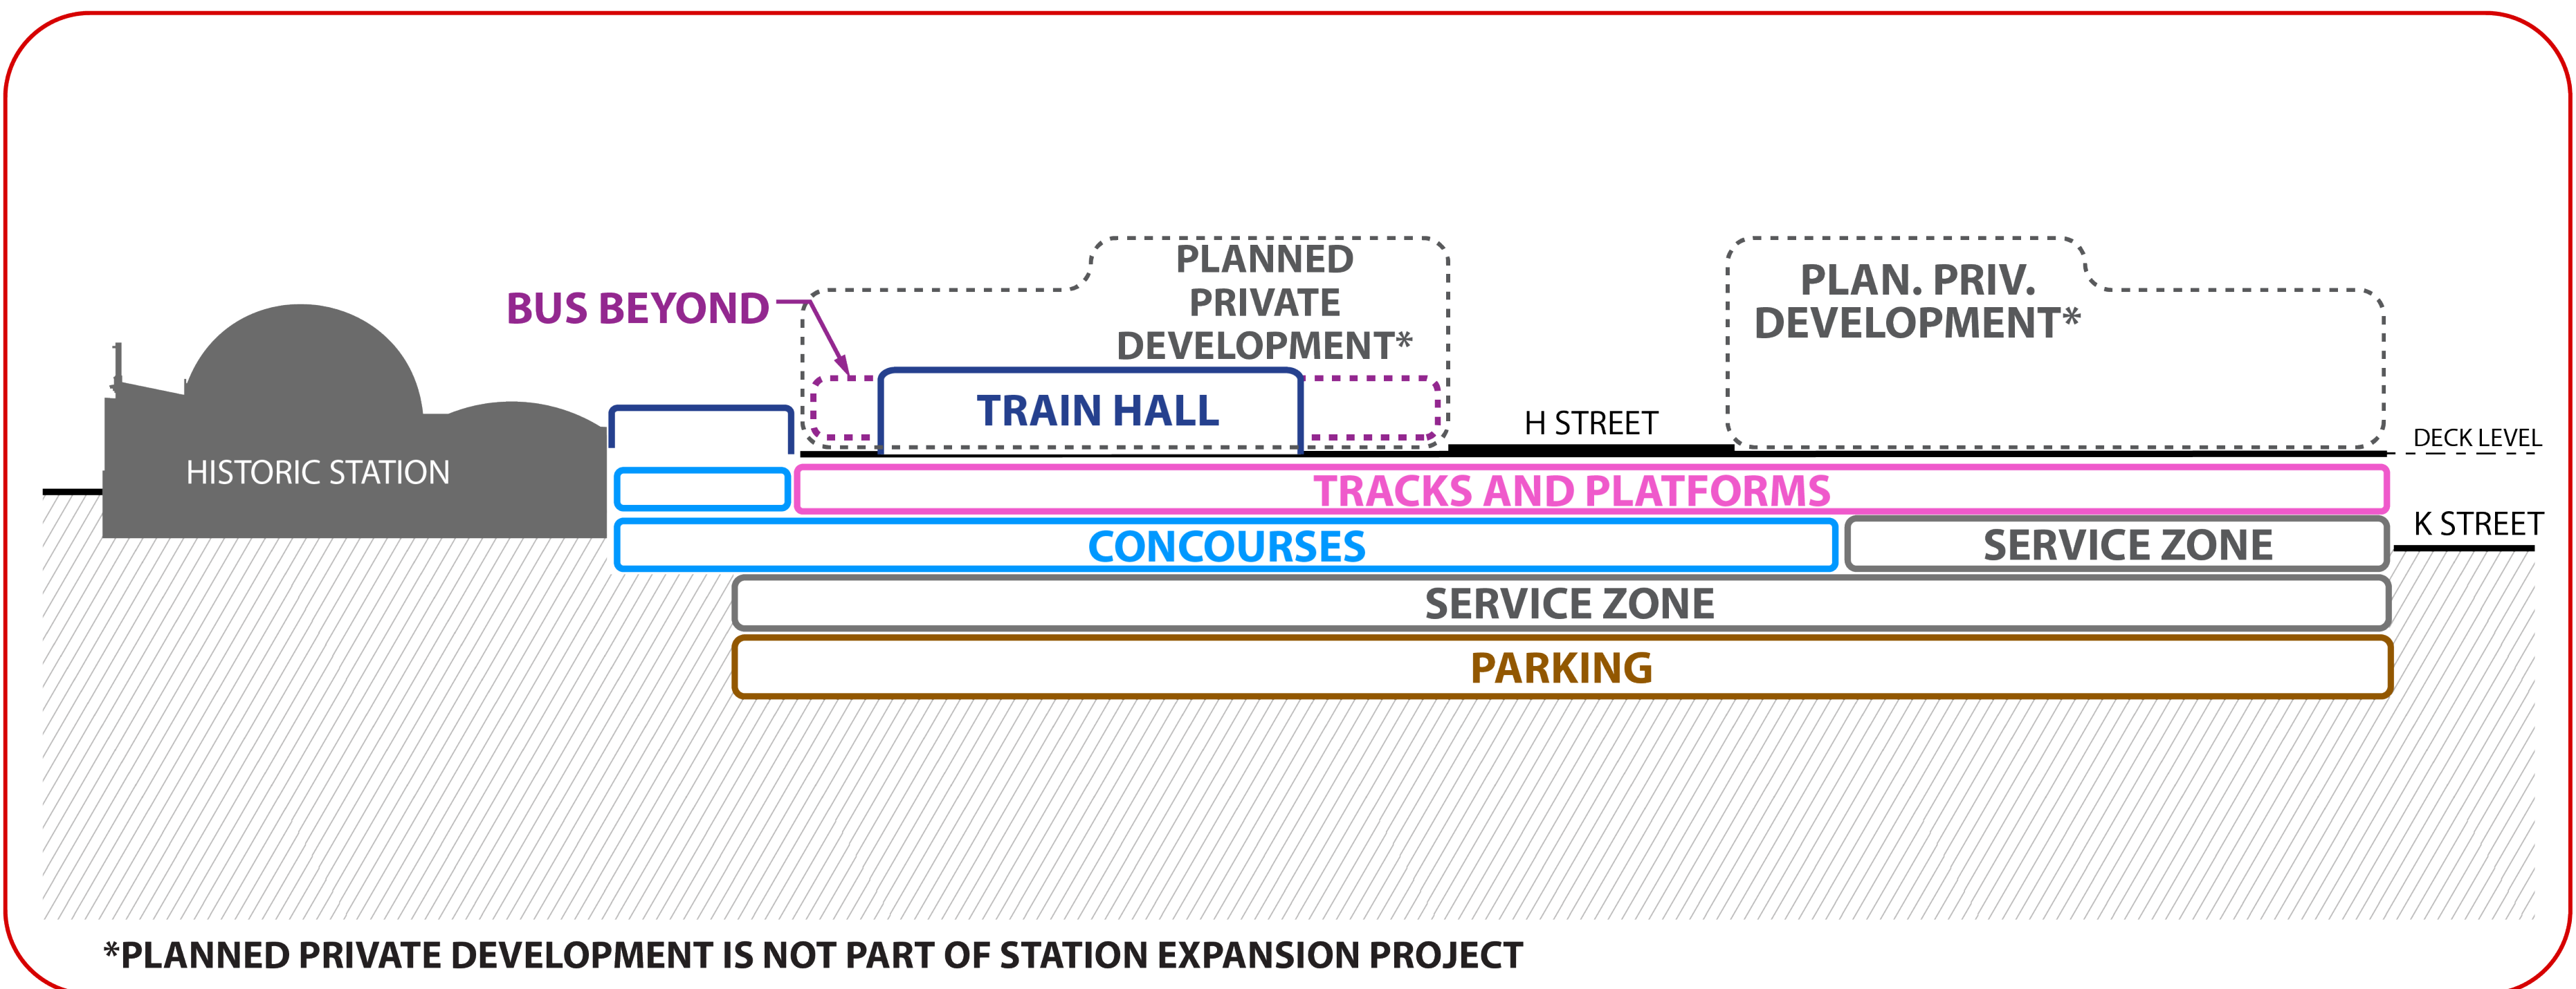 PLANNED
PRIVATE
DEVELOPMENT*
PLAN. PRIV.
DEVELOPMENT*
BUS BEYOND
TRAIN HALL
H STREET
DECK LEVEL
HISTORIC STATION
TRACKS AND PLATFORMS
K STREET
CONCOURSES
SERVICE ZONE
SERVICE ZONE
PARKING
*PLANNED PRIVATE DEVELOPMENT IS NOT PART OF STATION EXPANSION PROJECT